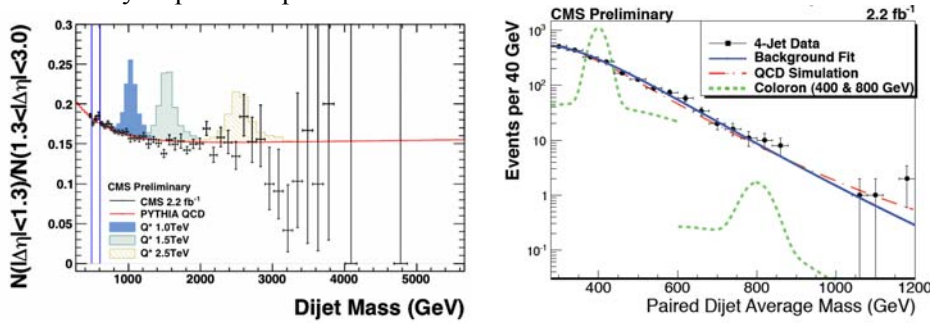 N(|Δη|<1.3)/N(1.3<|Δη|<3.0)
0.3
0.25
0.2
0.15
0.1
0.05
0
CMS Preliminary
CMS 2.2 fb⁻¹
PYTHIA QCD
Q* 1.0TeV
Q* 1.5TeV
Q* 2.5TeV
1000 2000 3000 4000 5000
Dijet Mass (GeV)
CMS Preliminary 2.2 fb⁻¹
Events per 40 GeV
10³
10²
10
1
10⁻¹
4-Jet Data
Background Fit
QCD Simulation
Coloron (400 & 800 GeV)
400 600 800 1000 1200
Paired Dijet Average Mass (GeV)